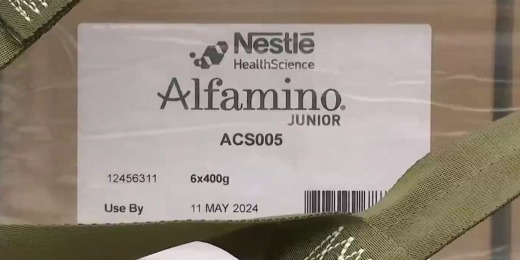 Nestlé
HealthScience
Alfamino®
JUNIOR
ACS005
12456311 6x400g
Use By 11 MAY 2024